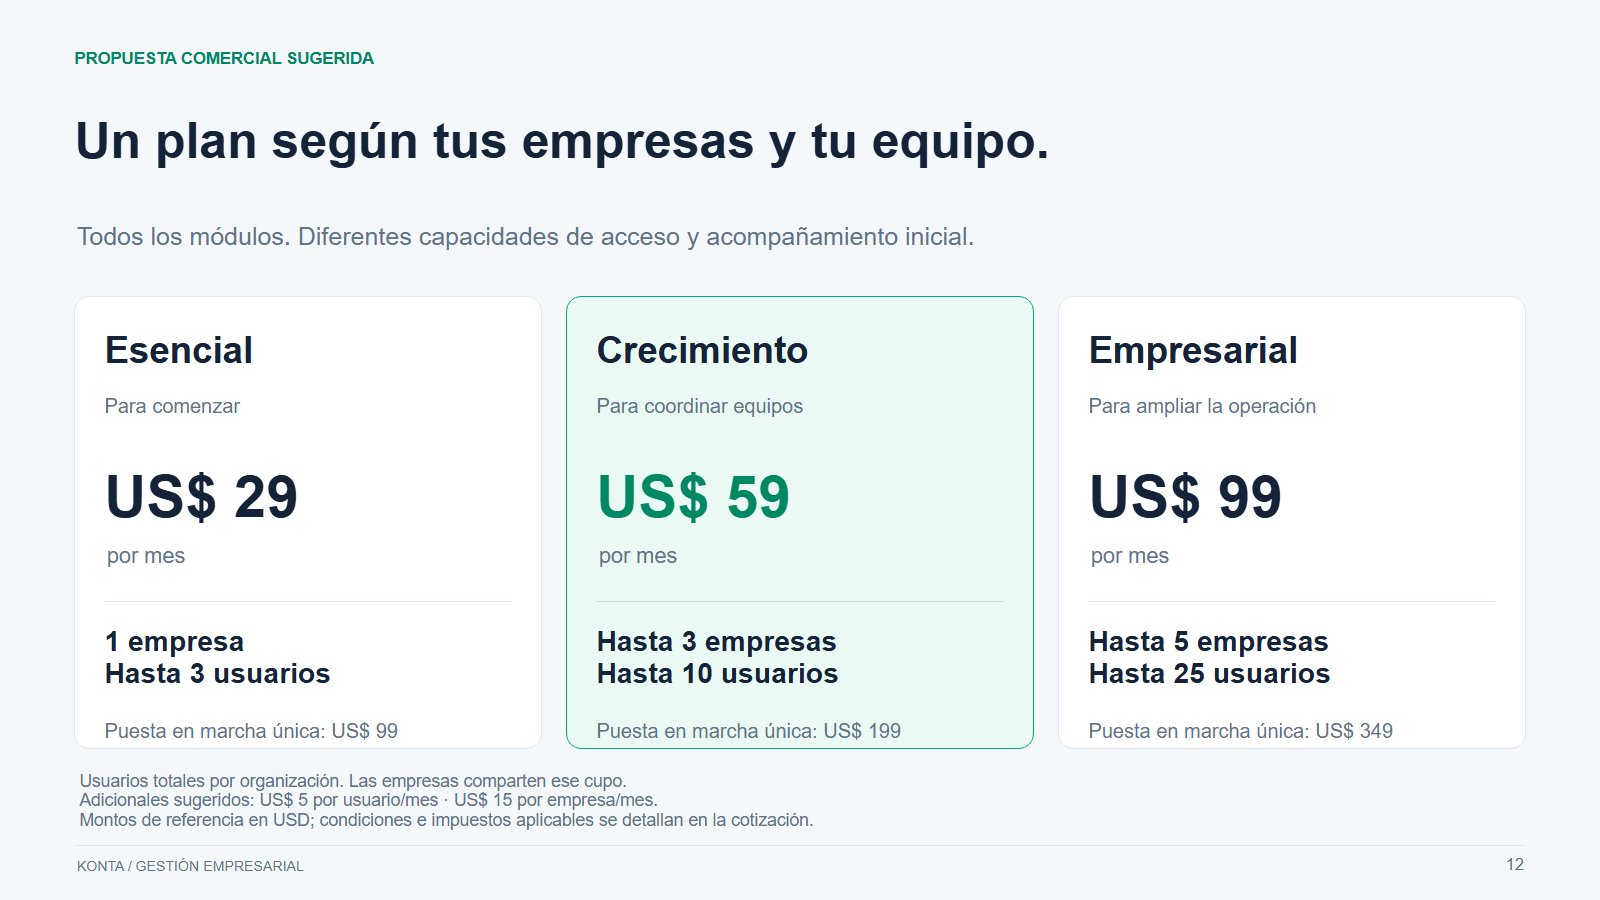 PROPUESTA COMERCIAL SUGERIDA
Un plan según tus empresas y tu equipo.
Todos los módulos. Diferentes capacidades de acceso y acompañamiento inicial.
Esencial
Para comenzar
US$ 29
por mes
1 empresa
Hasta 3 usuarios
Puesta en marcha única: US$ 99
Crecimiento
Para coordinar equipos
US$ 59
por mes
Hasta 3 empresas
Hasta 10 usuarios
Puesta en marcha única: US$ 199
Empresarial
Para ampliar la operación
US$ 99
por mes
Hasta 5 empresas
Hasta 25 usuarios
Puesta en marcha única: US$ 349
Usuarios totales por organización. Las empresas comparten ese cupo.
Adicionales sugeridos: US$ 5 por usuario/mes · US$ 15 por empresa/mes.
Montos de referencia en USD; condiciones e impuestos aplicables se detallan en la cotización.
KONTA / GESTIÓN EMPRESARIAL
12